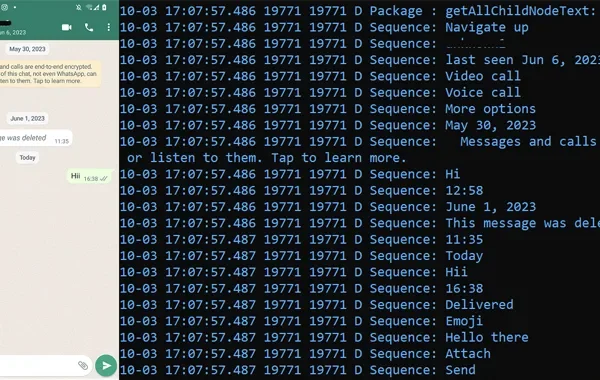 un 6, 2023
May 30, 2023
and calls are end-to-end encrypted.
of this chat, not even WhatsApp, can
ten to them. Tap to learn more.
June 1, 2023
ge was deleted 11:35
Today
Hii 16:38
10-03 17:07:57.486 19771 19771 D Package : getAllChildNodeText:
10-03 17:07:57.486 19771 19771 D Sequence: Navigate up
10-03 17:07:57.486 19771 19771 D Sequence:
10-03 17:07:57.486 19771 19771 D Sequence: last seen Jun 6, 2023
10-03 17:07:57.486 19771 19771 D Sequence: Video call
10-03 17:07:57.486 19771 19771 D Sequence: Voice call
10-03 17:07:57.486 19771 19771 D Sequence: More options
10-03 17:07:57.486 19771 19771 D Sequence: May 30, 2023
10-03 17:07:57.486 19771 19771 D Sequence: Messages and calls
or listen to them. Tap to learn more.
10-03 17:07:57.486 19771 19771 D Sequence: Hi
10-03 17:07:57.486 19771 19771 D Sequence: 12:58
10-03 17:07:57.486 19771 19771 D Sequence: June 1, 2023
10-03 17:07:57.486 19771 19771 D Sequence: This message was dele
10-03 17:07:57.487 19771 19771 D Sequence: 11:35
10-03 17:07:57.487 19771 19771 D Sequence: Today
10-03 17:07:57.487 19771 19771 D Sequence: Hii
10-03 17:07:57.487 19771 19771 D Sequence: 16:38
10-03 17:07:57.487 19771 19771 D Sequence: Delivered
10-03 17:07:57.487 19771 19771 D Sequence: Emoji
10-03 17:07:57.487 19771 19771 D Sequence: Hello there
10-03 17:07:57.487 19771 19771 D Sequence: Attach
10-03 17:07:57.487 19771 19771 D Sequence: Send